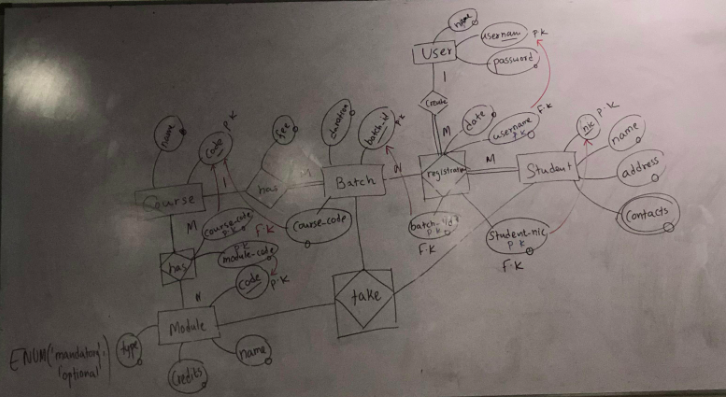 name
username P.K
User
password
1
Create
date
F.K
username
P.K
M
name
code P.K
fee
duration
batch_id P.K
nic P.K
name
Course
1
has
M
Batch
N
registration
M
Student
address
contacts
M
course-code
P.K
F.K
course-code
batch-id
P.K
F.K
Student-nic
P.K
F.K
has
P.K
module-code
N
code P.K
take
Module
type
ENUM('mandatory',
'optional'
credits
name